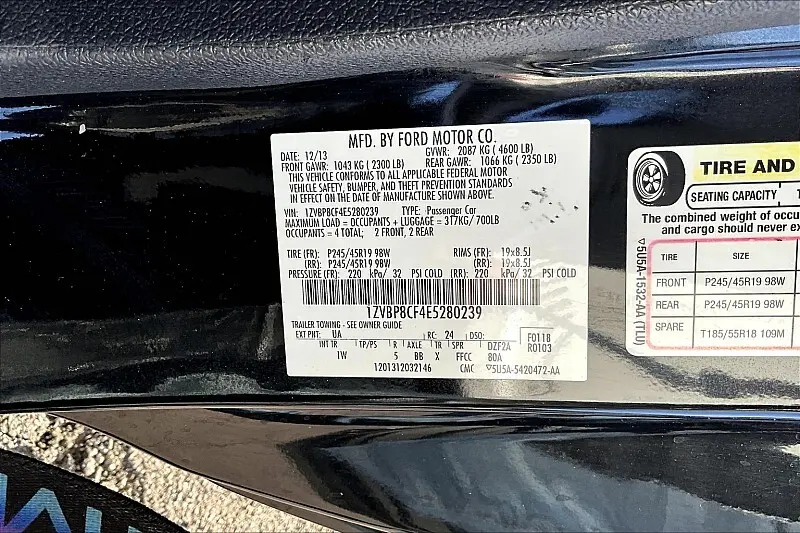 MFD. BY FORD MOTOR CO.
DATE: 12/13 GVWR: 2087 KG ( 4600 LB)
FRONT GAWR: 1043 KG ( 2300 LB) REAR GAWR: 1066 KG ( 2350 LB)
THIS VEHICLE CONFORMS TO ALL APPLICABLE FEDERAL MOTOR
VEHICLE SAFETY, BUMPER, AND THEFT PREVENTION STANDARDS
IN EFFECT ON THE DATE OF MANUFACTURE SHOWN ABOVE.
VIN: 1ZVBP8CF4E5280239 TYPE: Passenger Car
MAXIMUM LOAD = OCCUPANTS + LUGGAGE = 317KG/ 700LB
OCCUPANTS = 4 TOTAL; 2 FRONT, 2 REAR
TIRE (FR): P245/45R19 98W RIMS (FR): 19x8.5J
(RR): P245/45R19 98W (RR): 19x8.5J
PRESSURE (FR): 220 kPa/ 32 PSI COLD (RR): 220 kPa/ 32 PSI COLD
1ZVBP8CF4E5280239
TRAILER TOWING - SEE OWNER GUIDE
EXT PNT: UA RC: 24 DSO: F0118
INT TR TP/PS R AXLE TR SPR DZF2A R0103
1W 5 BB X FFCC 80A
1201312032146 CMC ▽5U5A-5420472-AA
TIRE AND
SEATING CAPACITY
The combined weight of occu
and cargo should never ex
TIRE SIZE
FRONT P245/45R19 98W
REAR P245/45R19 98W
SPARE T185/55R18 109M
▽5U5A-1532-AA (TLU)